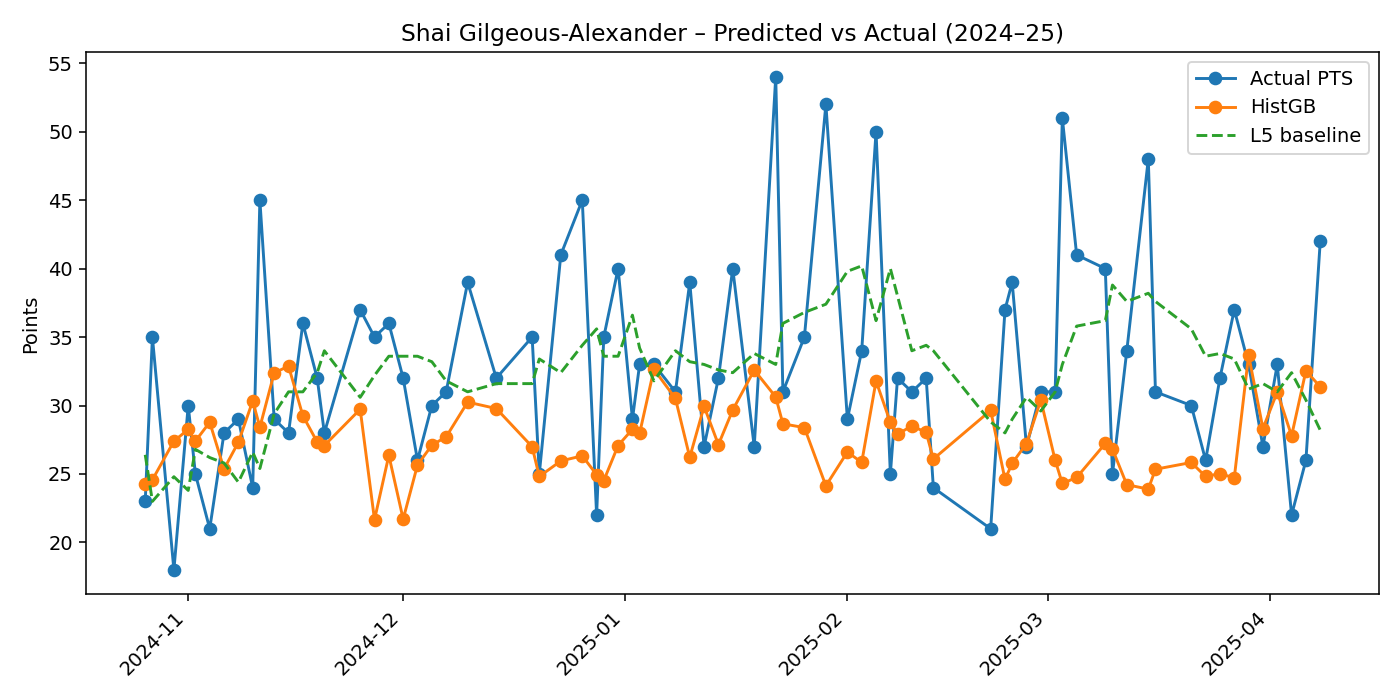 Shai Gilgeous-Alexander – Predicted vs Actual (2024–25)
55
50
45
40
35
30
25
20
Points
Actual PTS
HistGB
L5 baseline
2024-11
2024-12
2025-01
2025-02
2025-03
2025-04